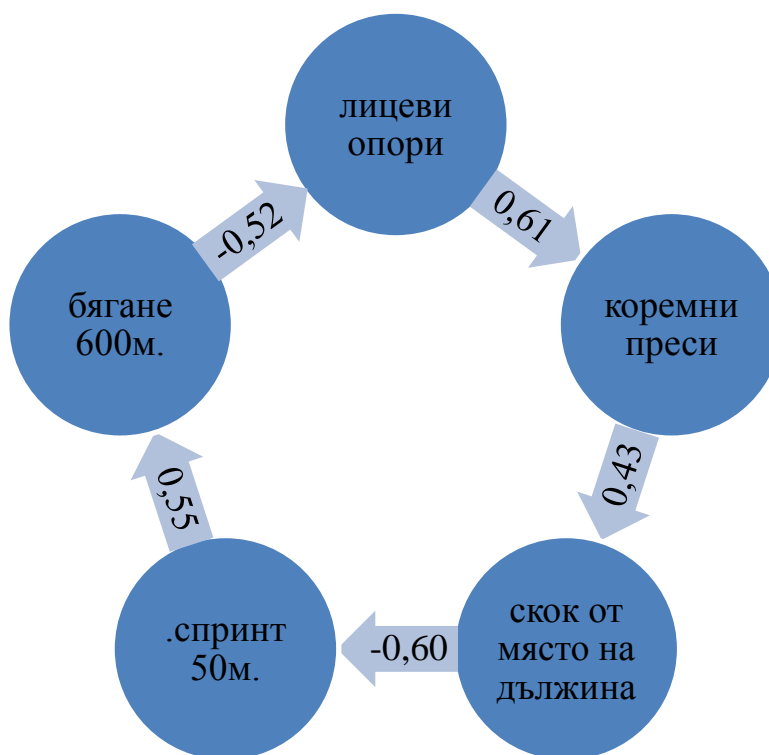 лицеви
опори
0,61
коремни
преси
0,43
скок от
място на
дължина
-0,60
.спринт
50м.
0,55
бягане
600м.
-0,52